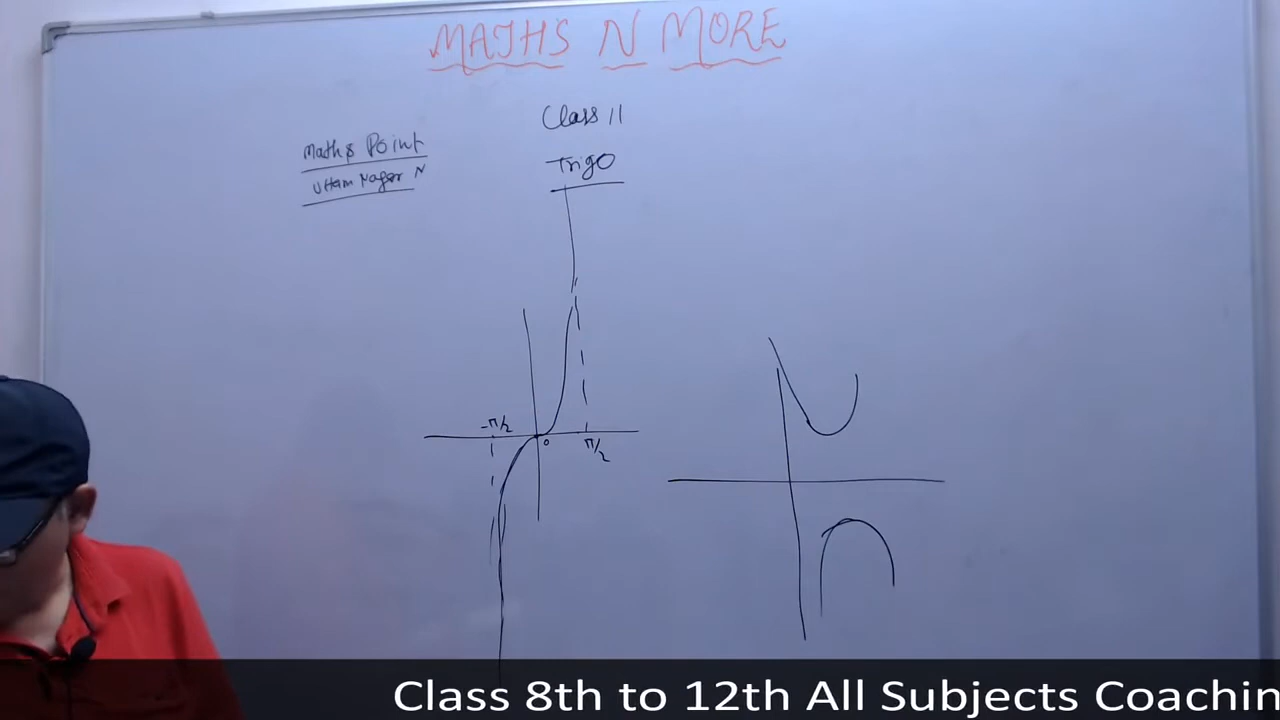 MATHS N MORE
Class 11
Maths Point
Uttam Nagar N
Trigo
-π/2
0
π/2
Class 8th to 12th All Subjects Coachin